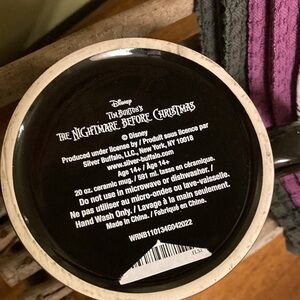 Disney
TIM BURTON'S
THE NIGHTMARE BEFORE CHRISTMAS
© Disney
Produced under license by / Produit sous licence par
Silver Buffalo, LLC., New York, NY 10018
www.silver-buffalo.com
Age 14+ / Age 14+
20 oz. ceramic mug. / 591 ml. tasse en céramique.
Do not use in microwave or dishwasher. /
Ne pas utiliser au micro-ondes ou lave-vaisselle.
Hand Wash Only. / Lavage à la main seulement.
Made in China. / Fabriqué en Chine.
WRNB110134G042022